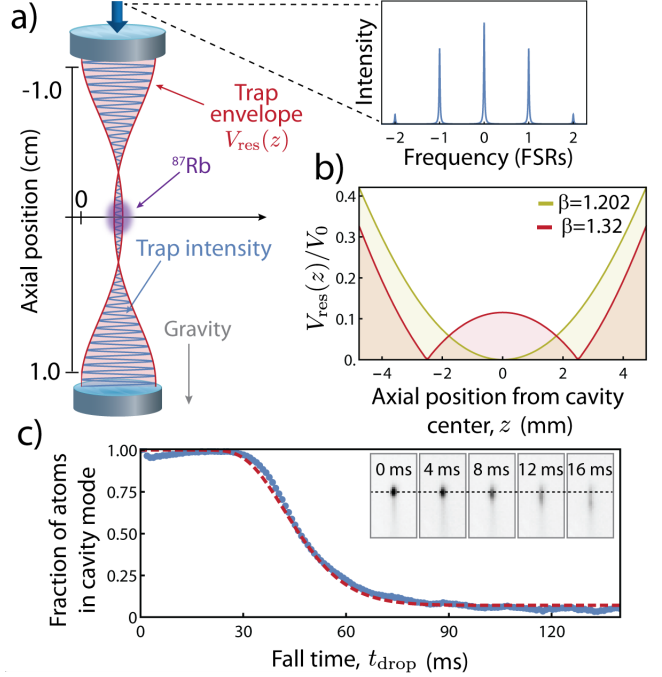 a)
Intensity
−2 −1 0 1 2
Frequency (FSRs)
-1.0
0
1.0
Axial position (cm)
Trap
envelope
V_res(z)
⁸⁷Rb
Trap intensity
Gravity
b)
V_res(z)/V_0
0.4
0.3
0.2
0.1
0.
β=1.202
β=1.32
−4 −2 0 2 4
Axial position from cavity
center, z (mm)
c)
Fraction of atoms
in cavity mode
1.00
0.75
0.50
0.25
0
0 ms 4 ms 8 ms 12 ms 16 ms
0 30 60 90 120
Fall time, t_drop (ms)